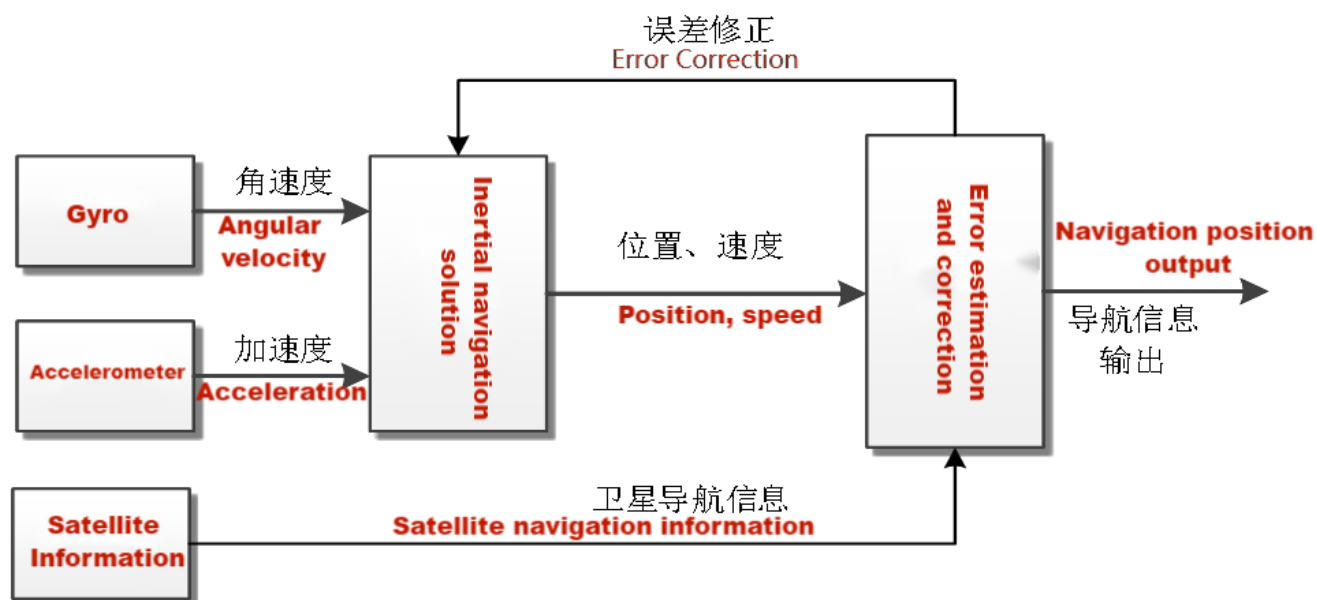 误差修正
Error Correction
Gyro
角速度
Angular
velocity
Accelerometer
加速度
Acceleration
Inertial navigation
solution
位置、速度
Position, speed
Error estimation
and correction
Navigation position
output
导航信息
输出
Satellite
Information
卫星导航信息
Satellite navigation information